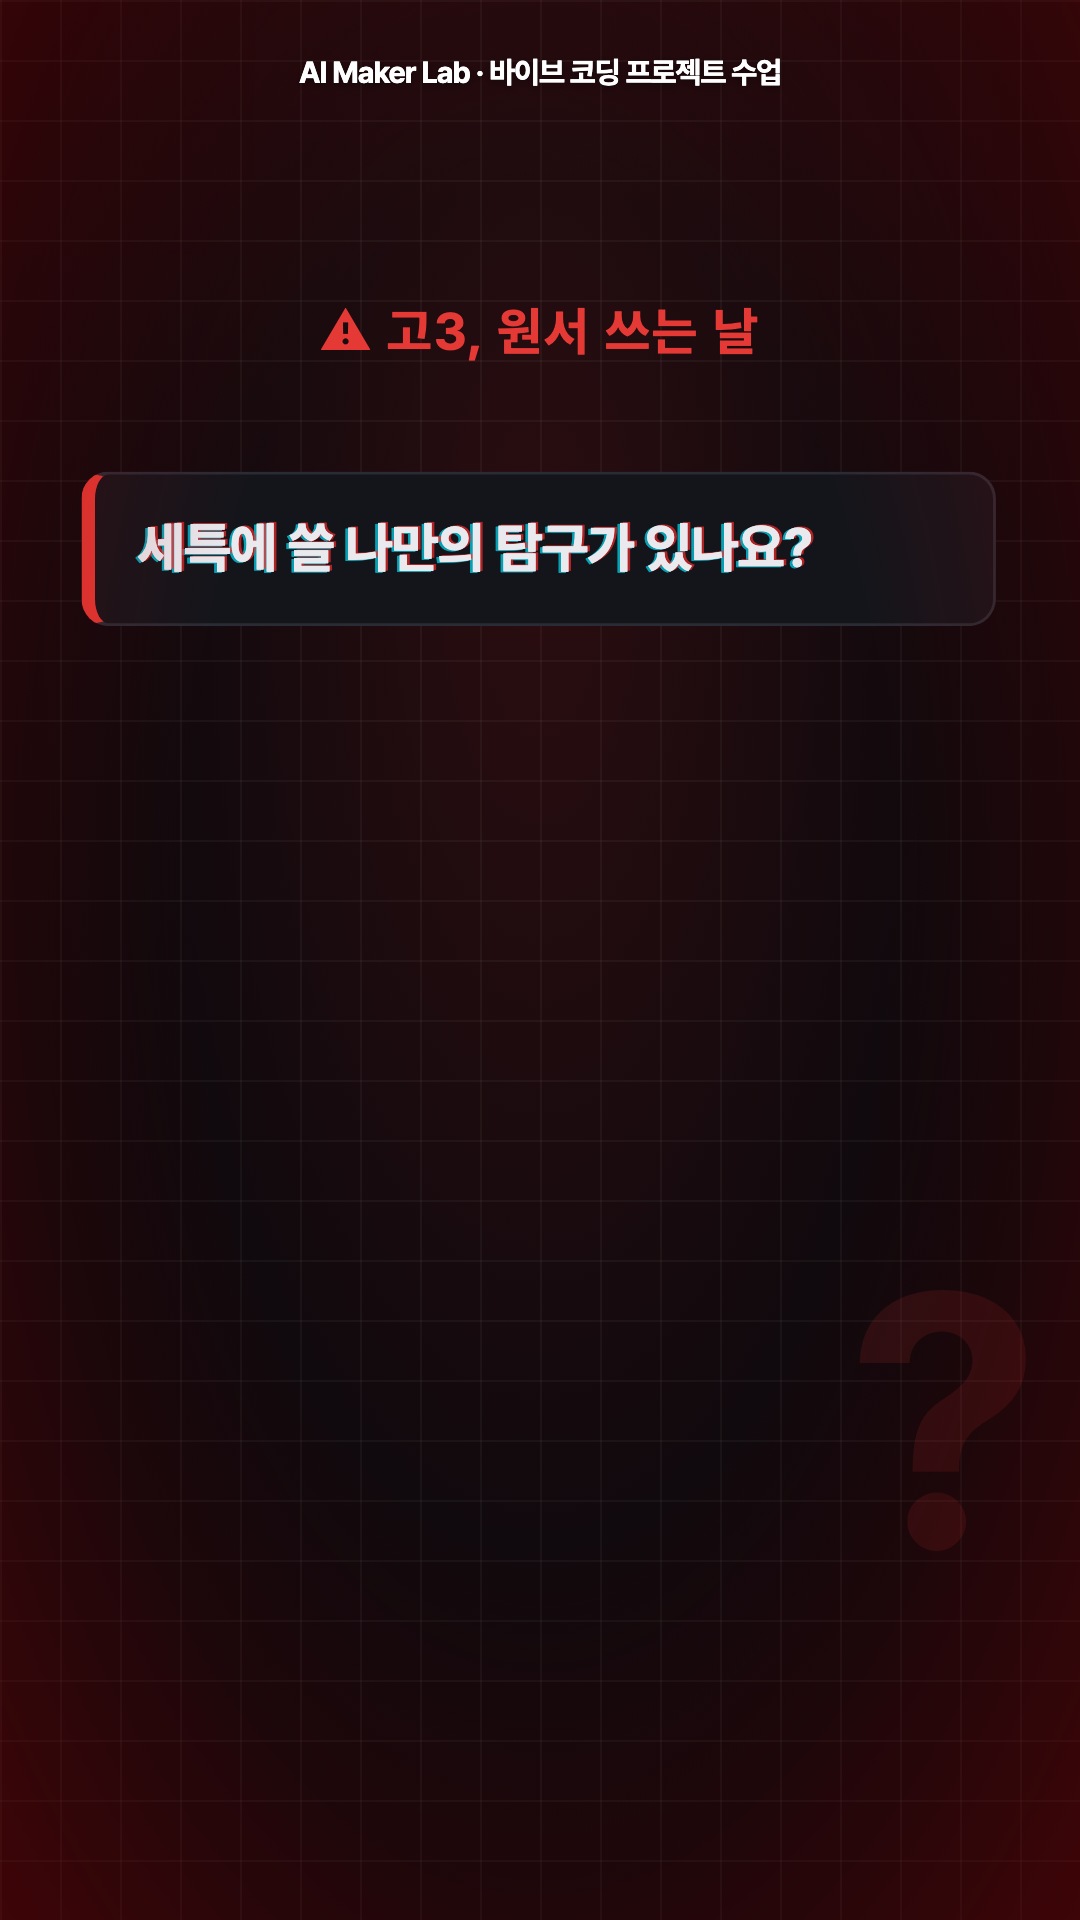 AI Maker Lab · 바이브 코딩 프로젝트 수업
⚠ 고3, 원서 쓰는 날
세특에 쓸 나만의 탐구가 있나요?
?